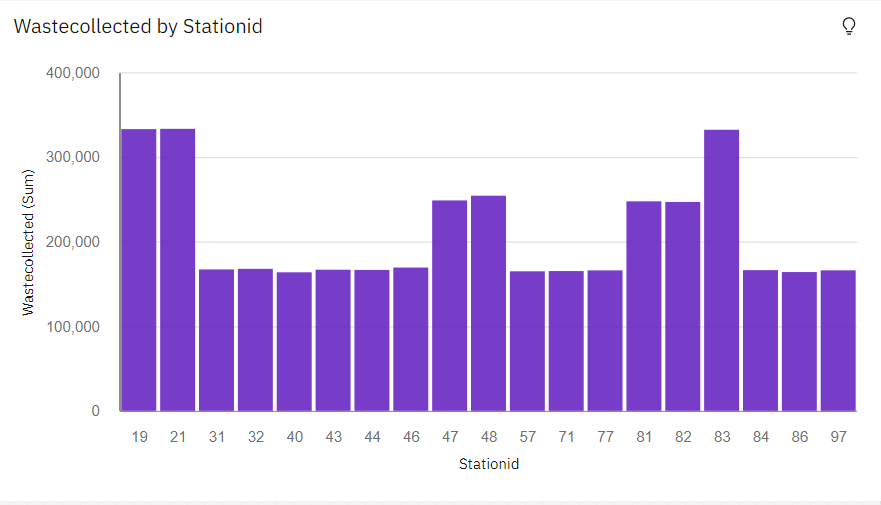 Wastecollected by Stationid
400,000
300,000
200,000
100,000
0
Wastecollected (Sum)
19 21 31 32 40 43 44 46 47 48 57 71 77 81 82 83 84 86 97
Stationid